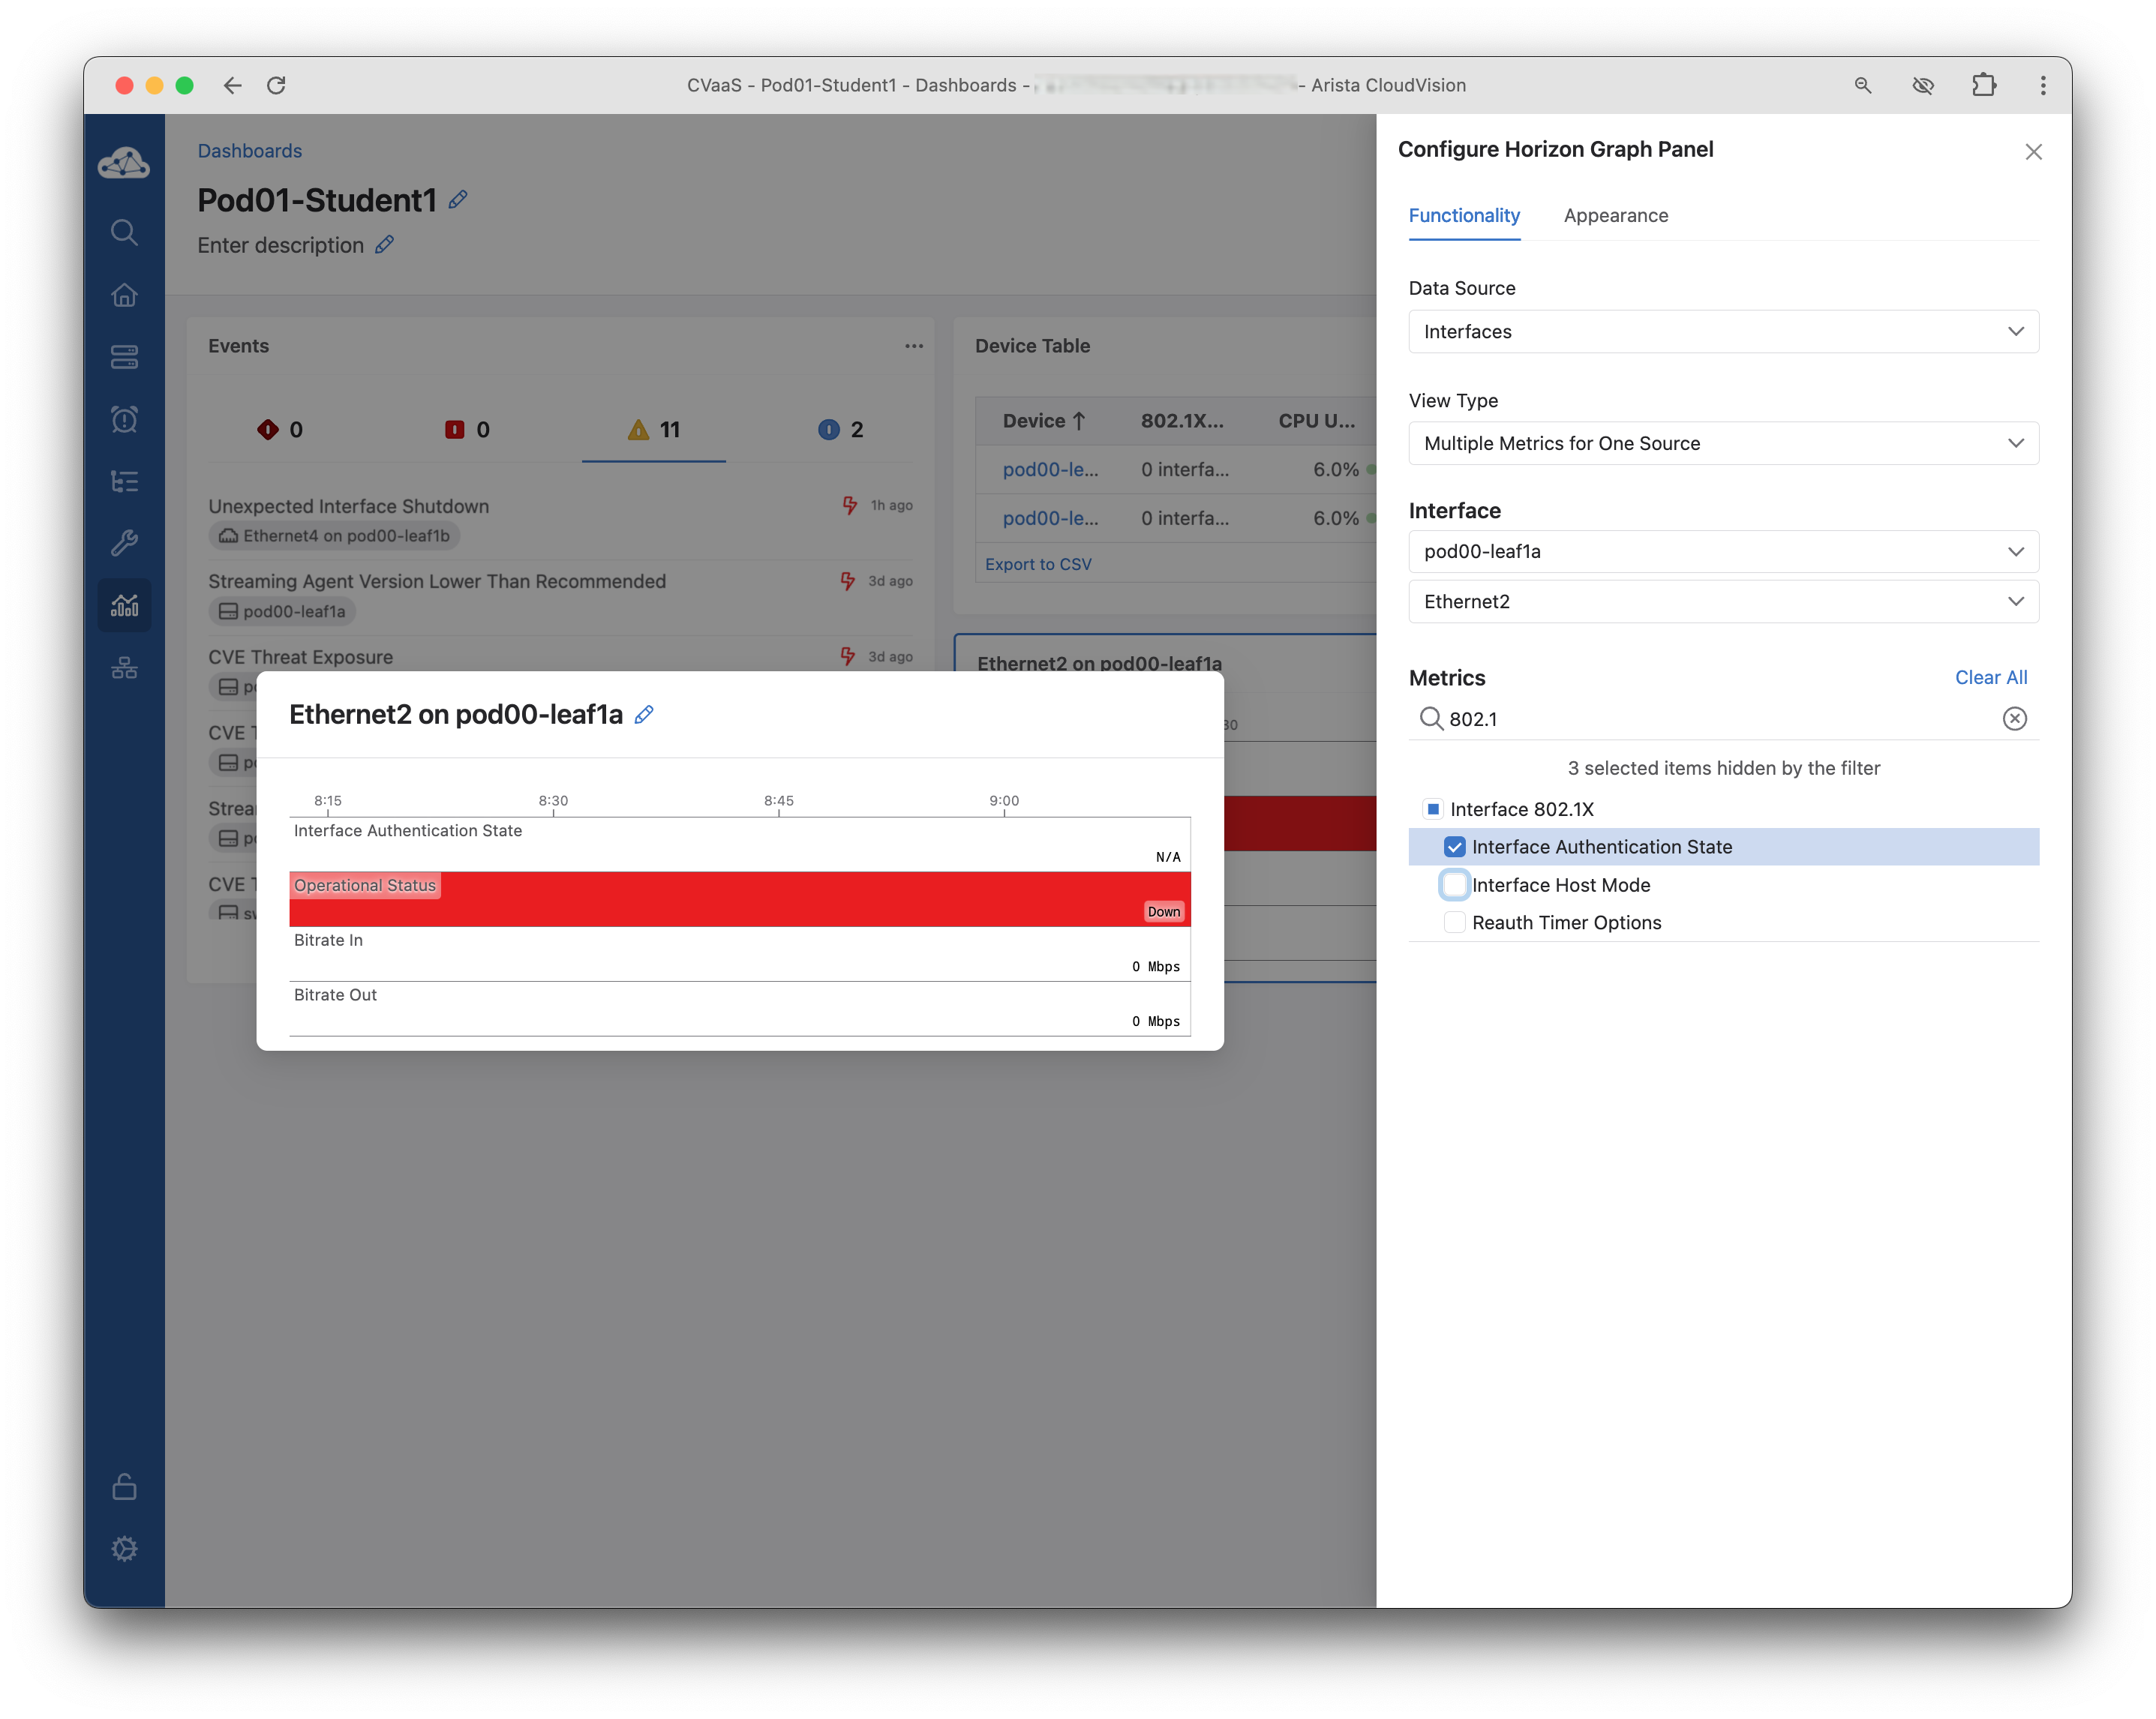 CVaaS - Pod01-Student1 - Dashboards - - Arista CloudVision
Dashboards
Pod01-Student1
Enter description
Events
0
0
11
2
Unexpected Interface Shutdown
1h ago
Ethernet4 on pod00-leaf1b
Streaming Agent Version Lower Than Recommended
3d ago
pod00-leaf1a
CVE Threat Exposure
3d ago
CVE
CVE
Device Table
Device 802.1X... CPU U...
pod00-le... 0 interfa... 6.0%
pod00-le... 0 interfa... 6.0%
Export to CSV
Ethernet2 on pod00-leaf1a
Ethernet2 on pod00-leaf1a
8:15 8:30 8:45 9:00
Interface Authentication State
N/A
Operational Status
Down
Bitrate In
0 Mbps
Bitrate Out
0 Mbps
Configure Horizon Graph Panel
Functionality Appearance
Data Source
Interfaces
View Type
Multiple Metrics for One Source
Interface
pod00-leaf1a
Ethernet2
Metrics
Clear All
802.1
3 selected items hidden by the filter
Interface 802.1X
Interface Authentication State
Interface Host Mode
Reauth Timer Options